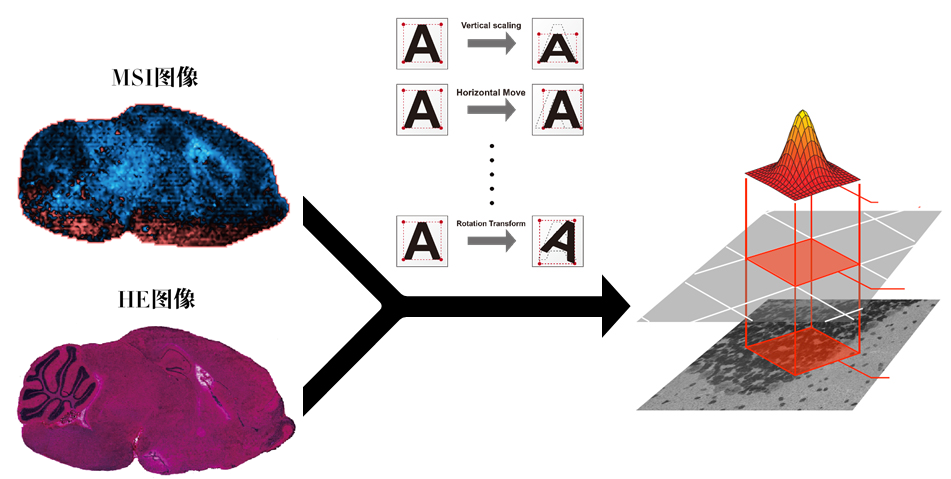 MSI图像
HE图像
Vertical scaling
A
A
Horizontal Move
A
A
Rotation Transform
A
A